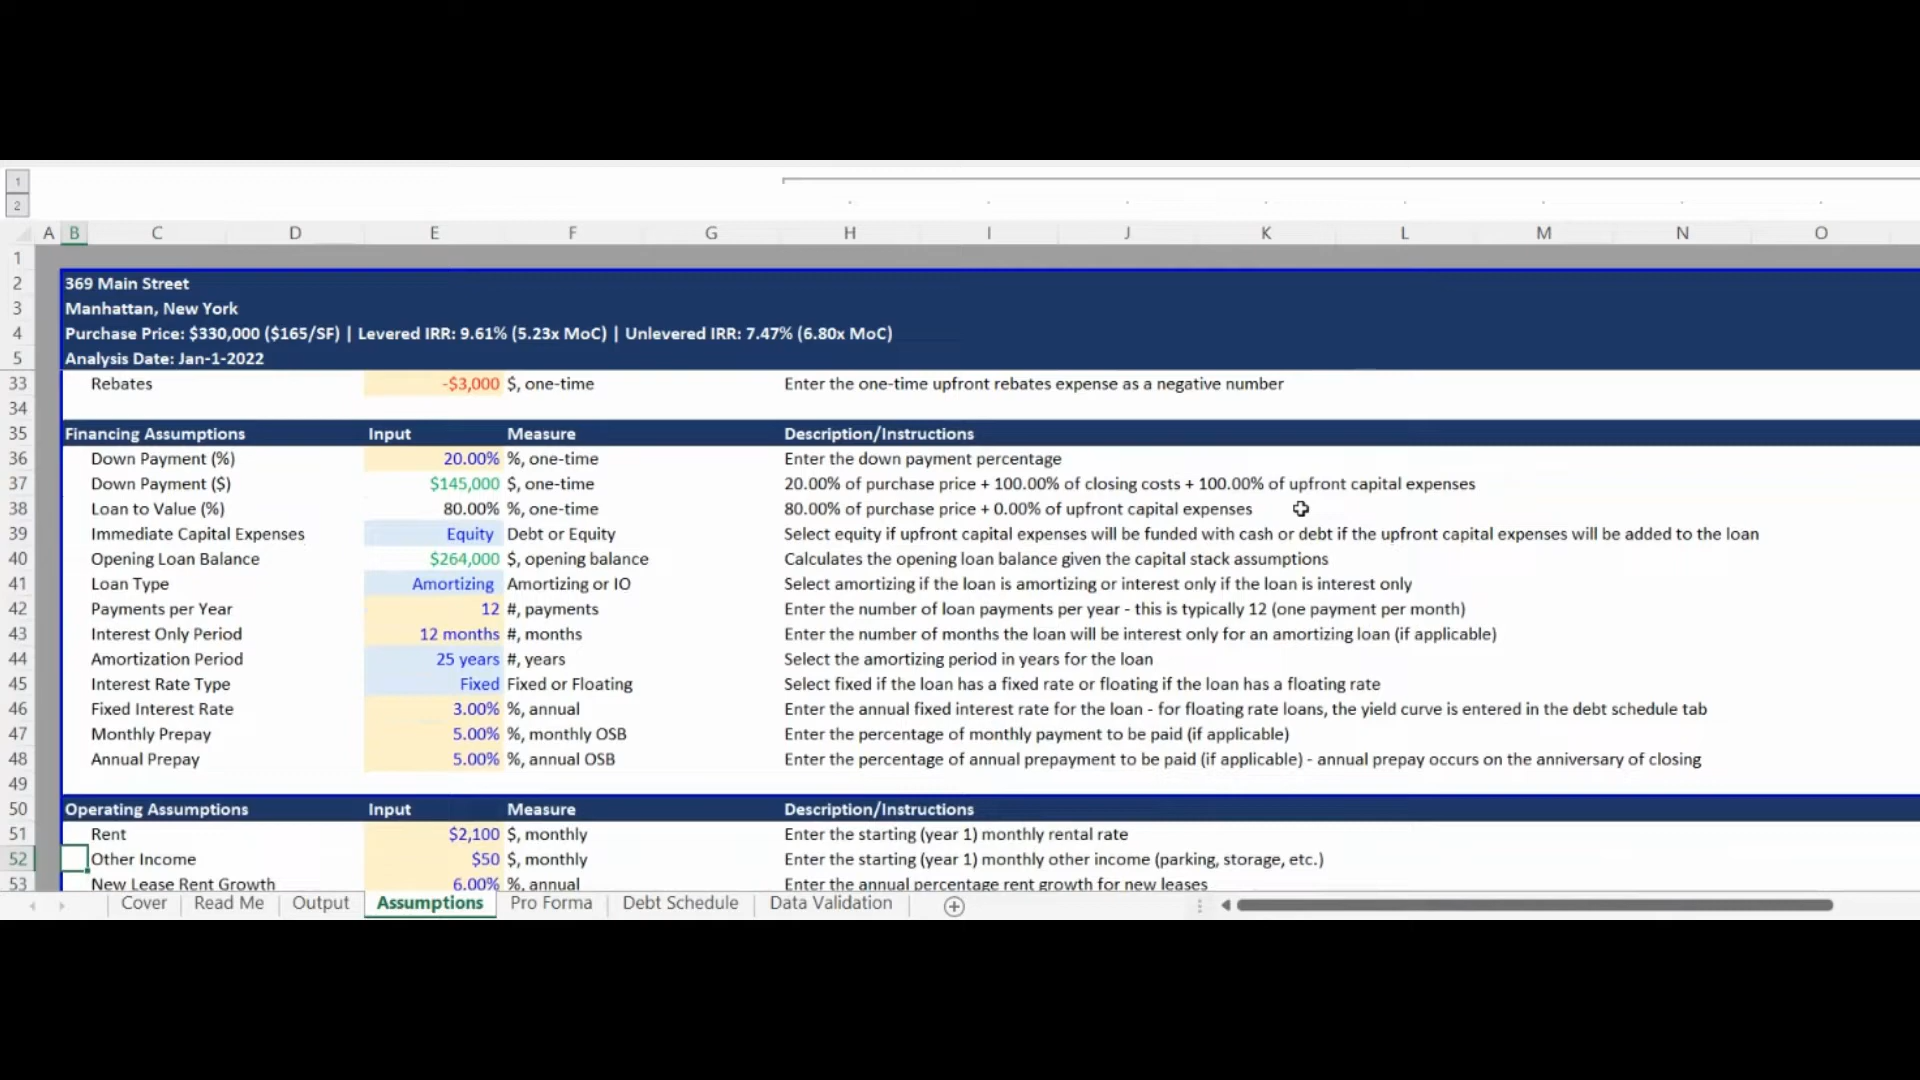 1
2
A B C D E F G H I J K L M N O
1
2 369 Main Street
3 Manhattan, New York
4 Purchase Price: $330,000 ($165/SF) | Levered IRR: 9.61% (5.23x MoC) | Unlevered IRR: 7.47% (6.80x MoC)
5 Analysis Date: Jan-1-2022
33 Rebates -$3,000 $, one-time Enter the one-time upfront rebates expense as a negative number
34
35 Financing Assumptions Input Measure Description/Instructions
36 Down Payment (%) 20.00% %, one-time Enter the down payment percentage
37 Down Payment ($) $145,000 $, one-time 20.00% of purchase price + 100.00% of closing costs + 100.00% of upfront capital expenses
38 Loan to Value (%) 80.00% %, one-time 80.00% of purchase price + 0.00% of upfront capital expenses
39 Immediate Capital Expenses Equity Debt or Equity Select equity if upfront capital expenses will be funded with cash or debt if the upfront capital expenses will be added to the loan
40 Opening Loan Balance $264,000 $, opening balance Calculates the opening loan balance given the capital stack assumptions
41 Loan Type Amortizing Amortizing or IO Select amortizing if the loan is amortizing or interest only if the loan is interest only
42 Payments per Year 12 #, payments Enter the number of loan payments per year - this is typically 12 (one payment per month)
43 Interest Only Period 12 months #, months Enter the number of months the loan will be interest only for an amortizing loan (if applicable)
44 Amortization Period 25 years #, years Select the amortizing period in years for the loan
45 Interest Rate Type Fixed Fixed or Floating Select fixed if the loan has a fixed rate or floating if the loan has a floating rate
46 Fixed Interest Rate 3.00% %, annual Enter the annual fixed interest rate for the loan - for floating rate loans, the yield curve is entered in the debt schedule tab
47 Monthly Prepay 5.00% %, monthly OSB Enter the percentage of monthly payment to be paid (if applicable)
48 Annual Prepay 5.00% %, annual OSB Enter the percentage of annual prepayment to be paid (if applicable) - annual prepay occurs on the anniversary of closing
49
50 Operating Assumptions Input Measure Description/Instructions
51 Rent $2,100 $, monthly Enter the starting (year 1) monthly rental rate
52 Other Income $50 $, monthly Enter the starting (year 1) monthly other income (parking, storage, etc.)
53 New Lease Rent Growth 6.00% %, annual Enter the annual percentage rent growth for new leases
Cover Read Me Output Assumptions Pro Forma Debt Schedule Data Validation